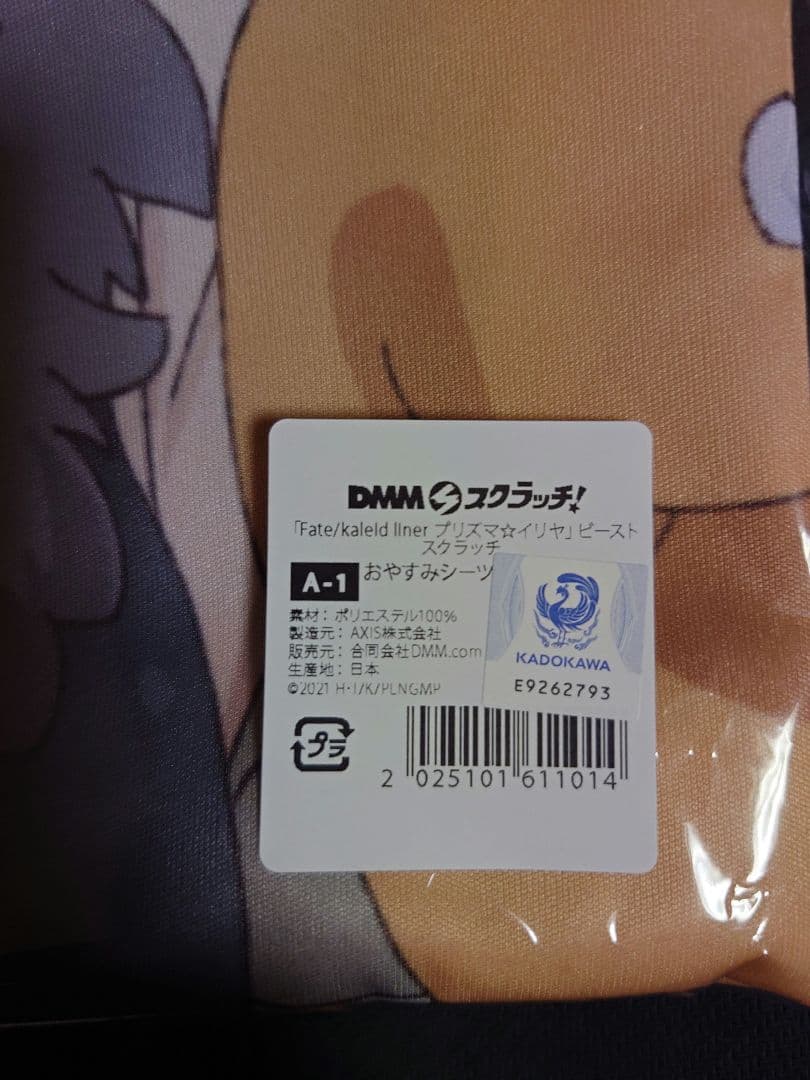 DMM スクラッチ!
「Fate/kaleid liner プリズマ☆イリヤ」ビースト
スクラッチ
A-1 おやすみシーツ
素材：ポリエステル100%
製造元：AXIS株式会社
販売元：合同会社DMM.com
生産地：日本
©2021 H・I/K/PLNGMP
KADOKAWA
E9262793
プラ
2 025101 611014